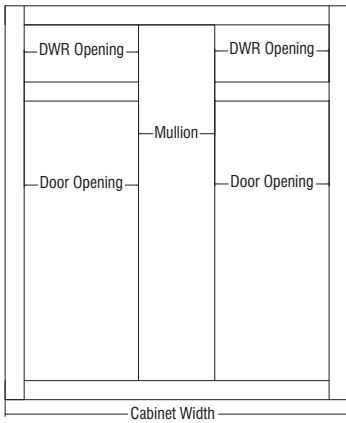 DWR Opening
DWR Opening
Mullion
Door Opening
Door Opening
Cabinet Width